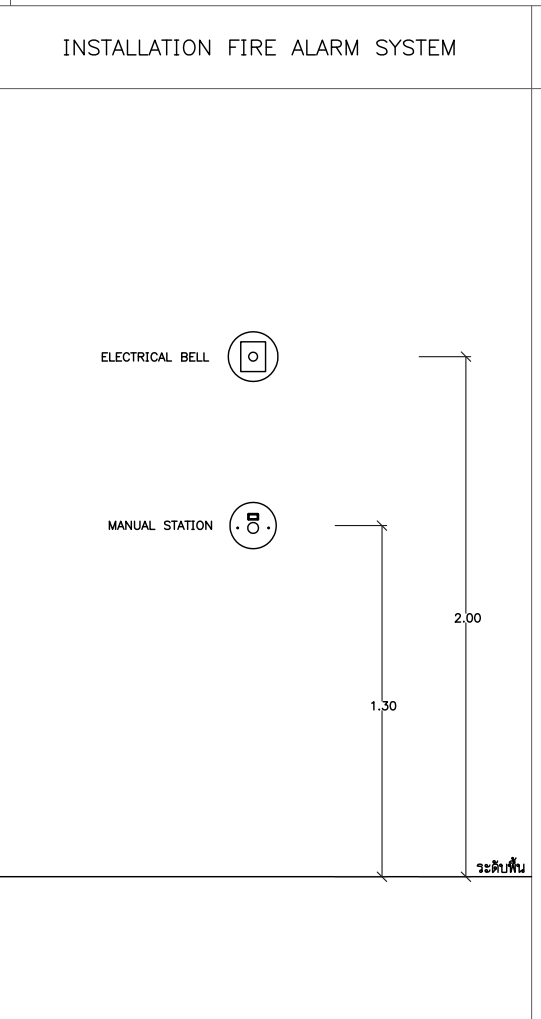 INSTALLATION FIRE ALARM SYSTEM
ELECTRICAL BELL
MANUAL STATION
2.00
1.30
ระดับพื้น